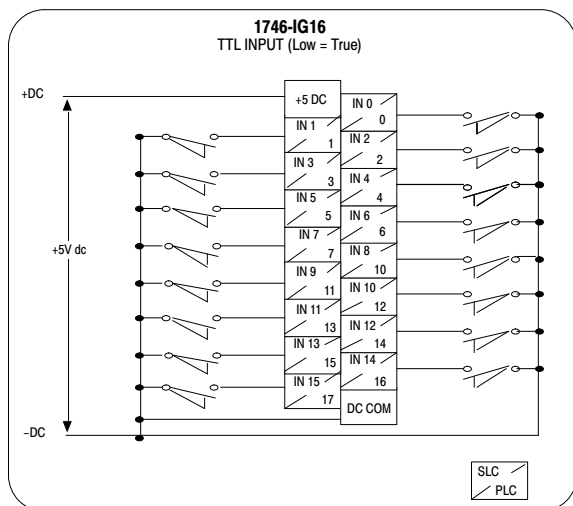 1746-IG16
TTL INPUT (Low = True)
+DC
+5 DC
IN 0
0
IN 1
1
IN 2
2
IN 3
3
IN 4
4
IN 5
5
IN 6
6
+5V dc
IN 7
7
IN 8
10
IN 9
11
IN 10
12
IN 11
13
IN 12
14
IN 13
15
IN 14
16
IN 15
17
DC COM
–DC
SLC
PLC